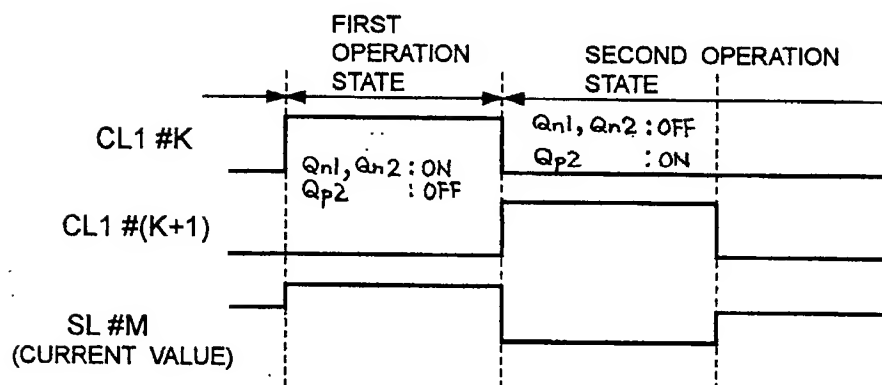 FIRST
OPERATION
STATE
SECOND OPERATION
STATE
CL1 #K
Qn1, Qn2 : OFF
Qp2 : ON
Qn1, Qn2 : ON
Qp2 : OFF
CL1 #(K+1)
SL #M
(CURRENT VALUE)